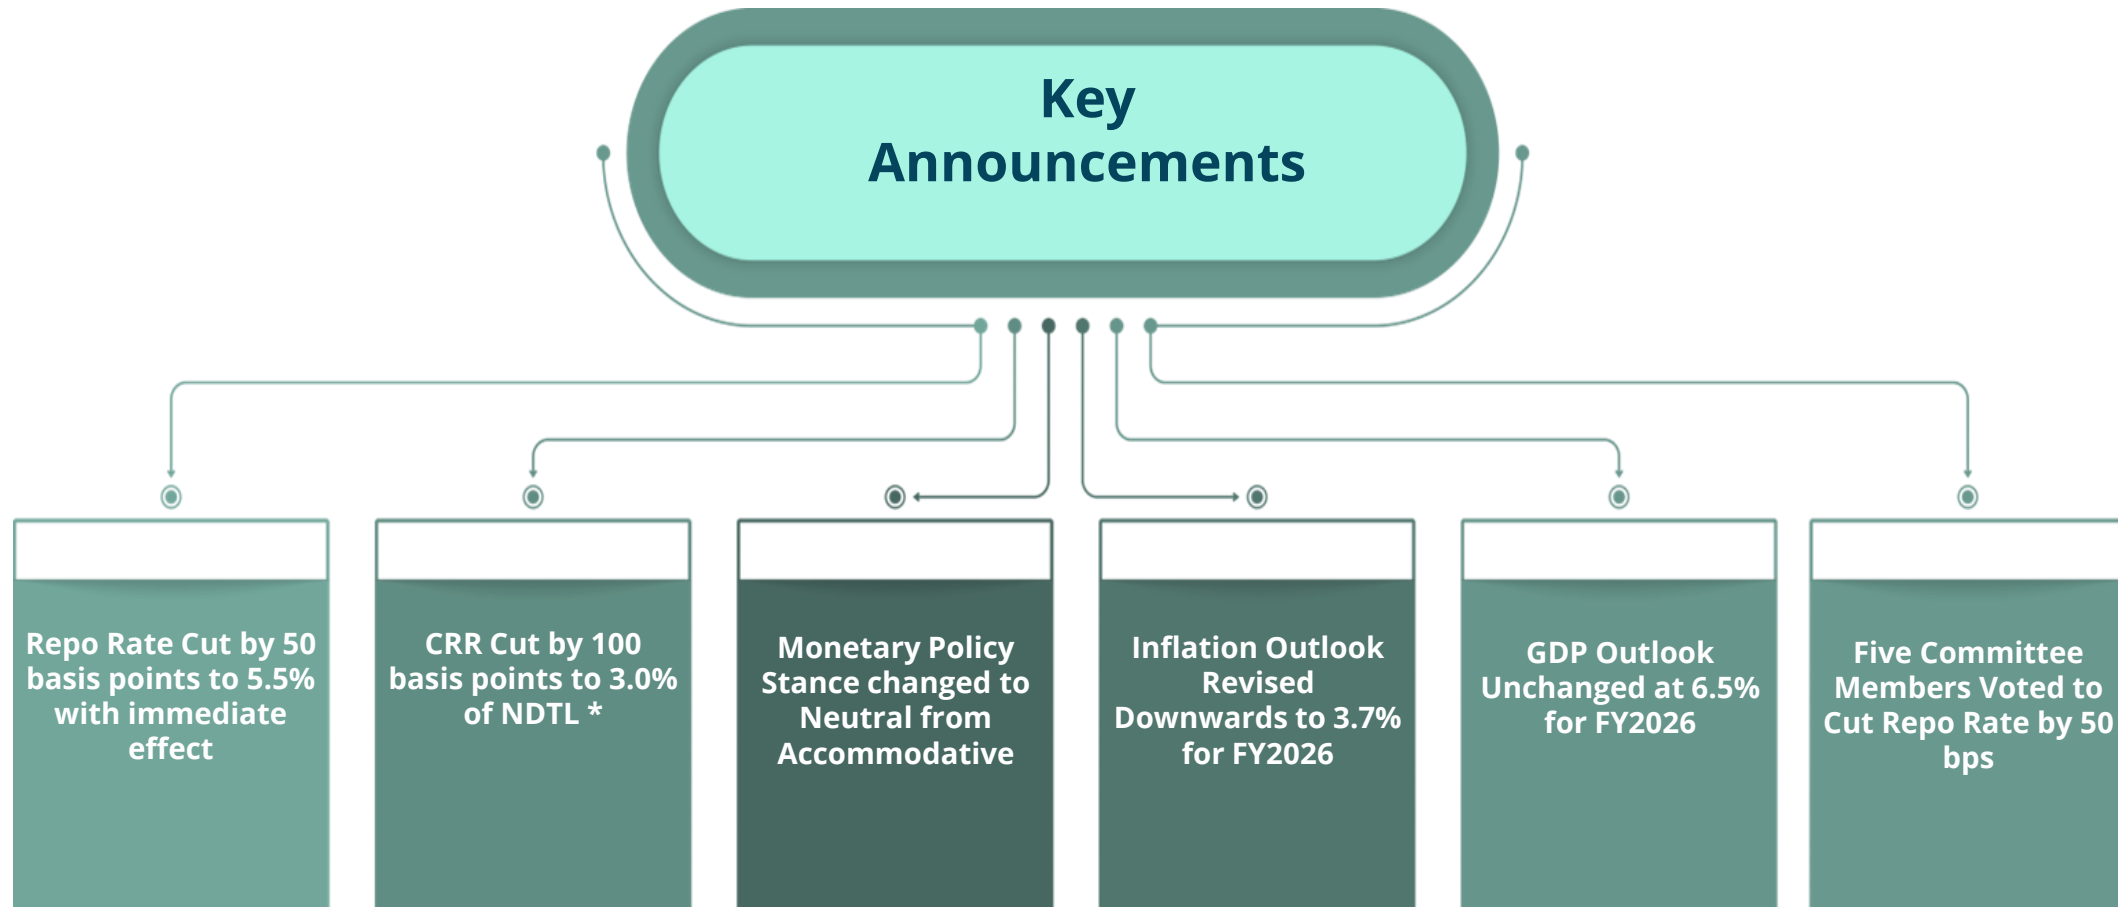 Key
Announcements
Repo Rate Cut by 50
basis points to 5.5%
with immediate
effect
CRR Cut by 100
basis points to 3.0%
of NDTL *
Monetary Policy
Stance changed to
Neutral from
Accommodative
Inflation Outlook
Revised
Downwards to 3.7%
for FY2026
GDP Outlook
Unchanged at 6.5%
for FY2026
Five Committee
Members Voted to
Cut Repo Rate by 50
bps